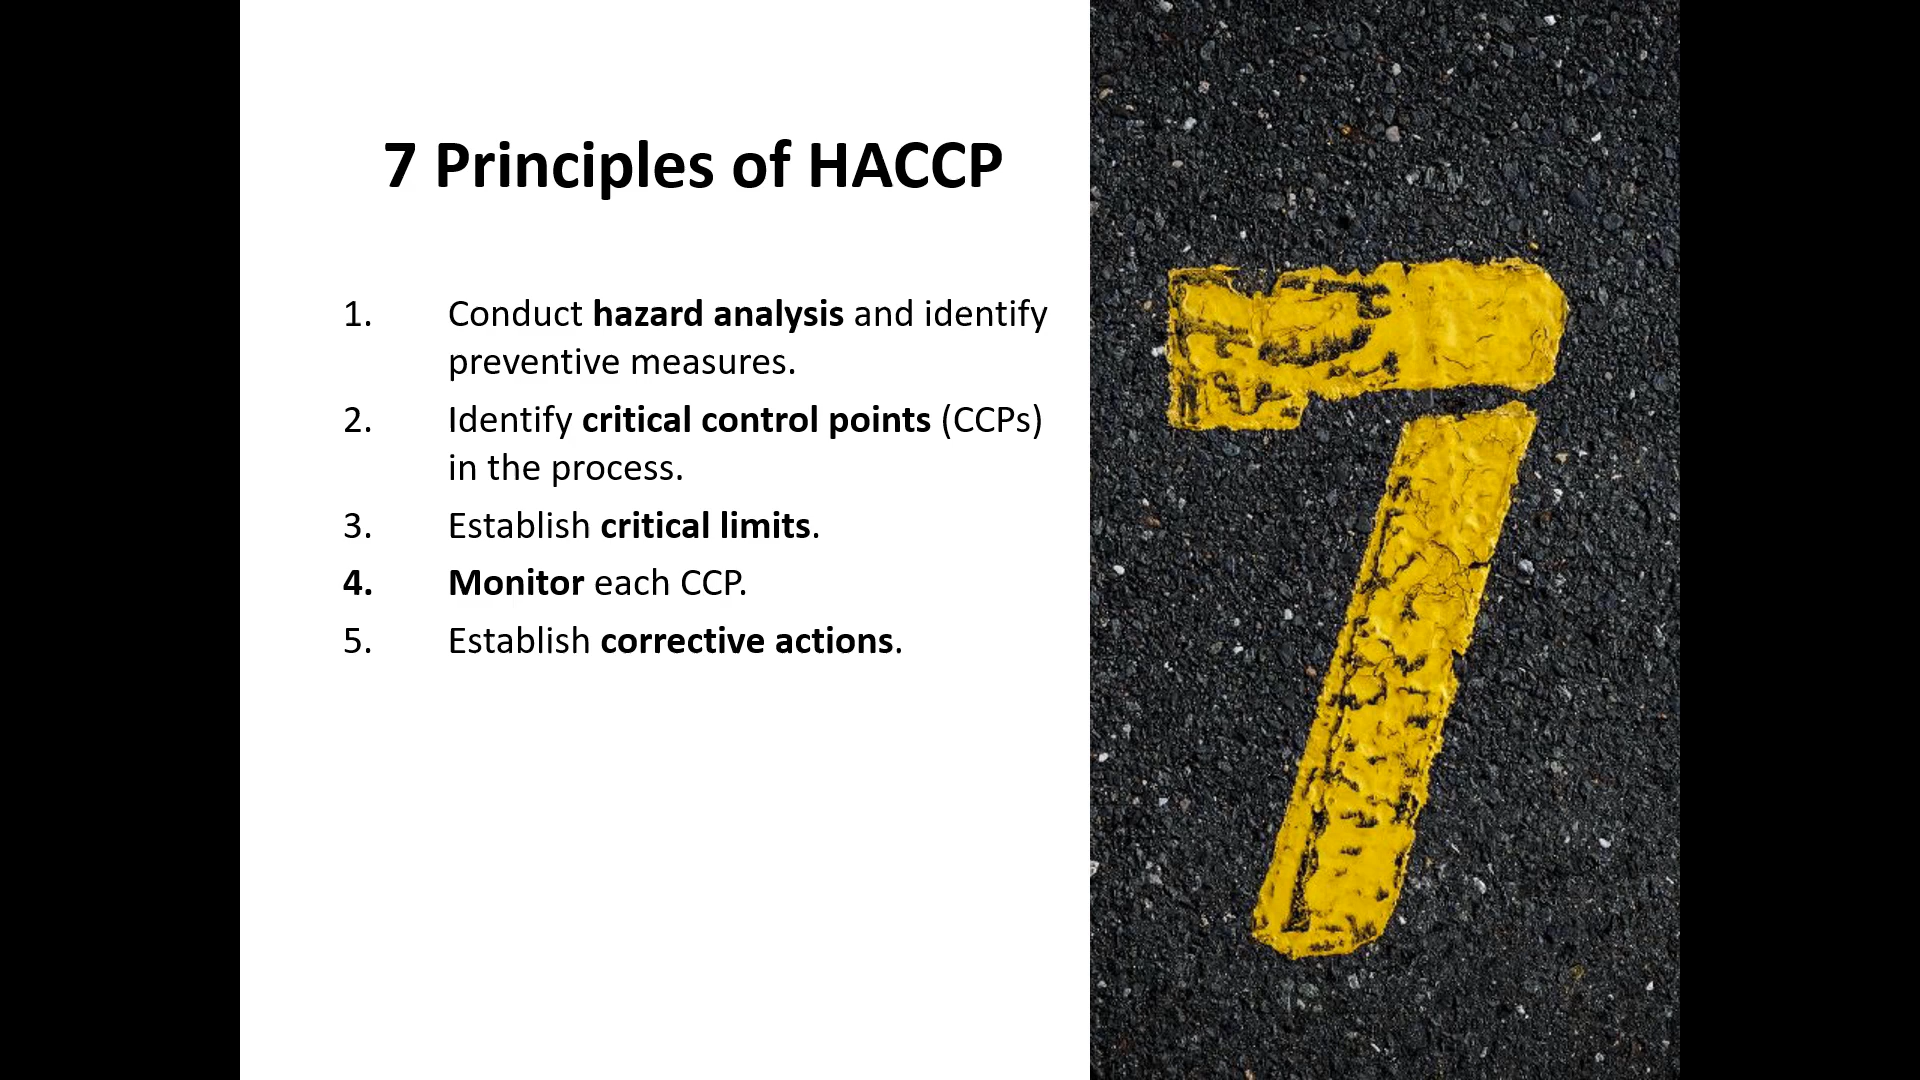 7 Principles of HACCP
1. Conduct hazard analysis and identify
preventive measures.
2. Identify critical control points (CCPs)
in the process.
3. Establish critical limits.
4. Monitor each CCP.
5. Establish corrective actions.
7